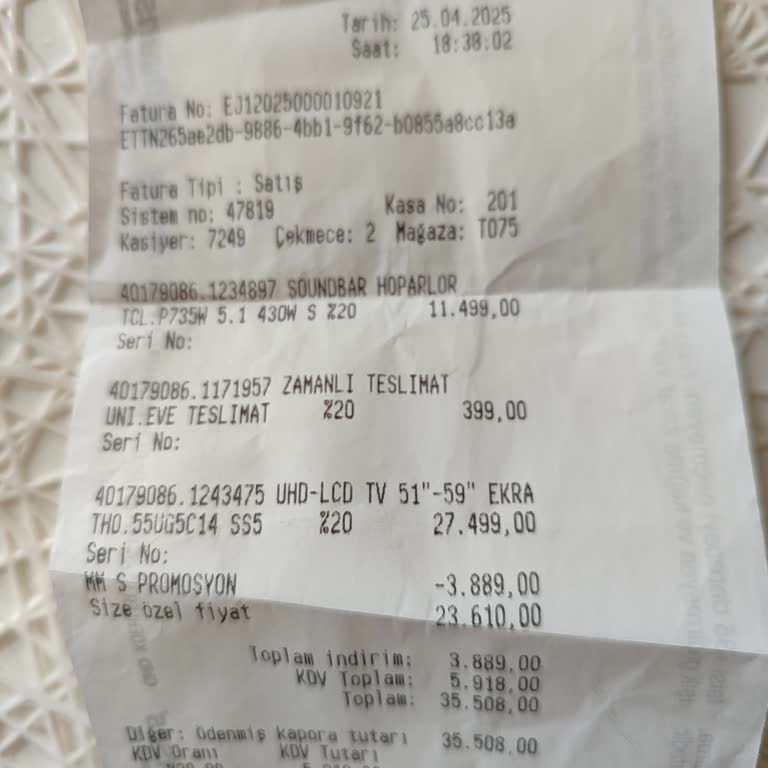 Tarih: 25.04.2025
Saat: 18:38:02
Fatura No: EJ12025000010921
ETTN265ae2db-9886-4bb1-9f62-b0855a8cc13a
Fatura Tipi : Satış
Sistem no: 47819 Kasa No: 201
Kasiyer: 7249 Çekmece: 2 Mağaza: T075
40179086.1234897 SOUNDBAR HOPARLOR
TCL.P735W 5.1 430W S %20 11.499,00
Seri No:
40179086.1171957 ZAMANLI TESLIMAT
UNI.EVE TESLIMAT %20 399,00
Seri No:
40179086.1243475 UHD-LCD TV 51"-59" EKRA
THO.55UG5C14 SS5 %20 27.499,00
Seri No:
MM S PROMOSYON -3.889,00
Size özel fiyat 23.610,00
Toplam indirim: 3.889,00
KDV Toplam: 5.918,00
Toplam: 35.508,00
Diğer: Ödenmiş kapora tutarı 35.508,00
KDV Oranı KDV Tutarı